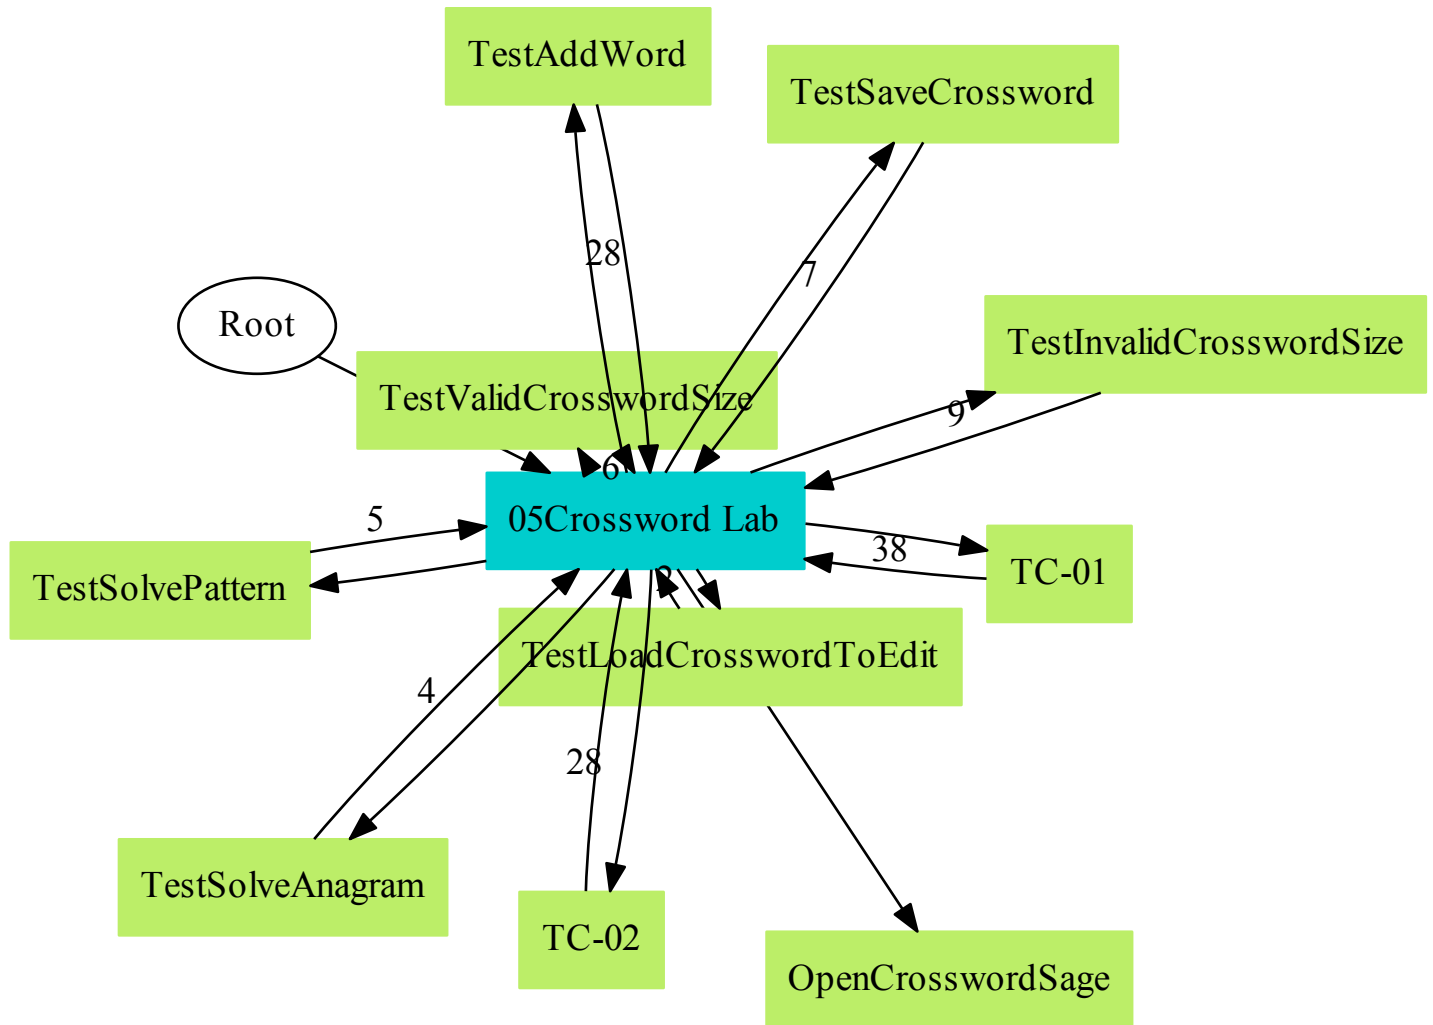 TestAddWord
TestSaveCrossword
28
7
Root
TestInvalidCrosswordSize
TestValidCrosswordSize
9
6
05Crossword Lab
5
38
TC-01
TestSolvePattern
2
TestLoadCrosswordToEdit
4
28
TestSolveAnagram
TC-02
OpenCrosswordSage